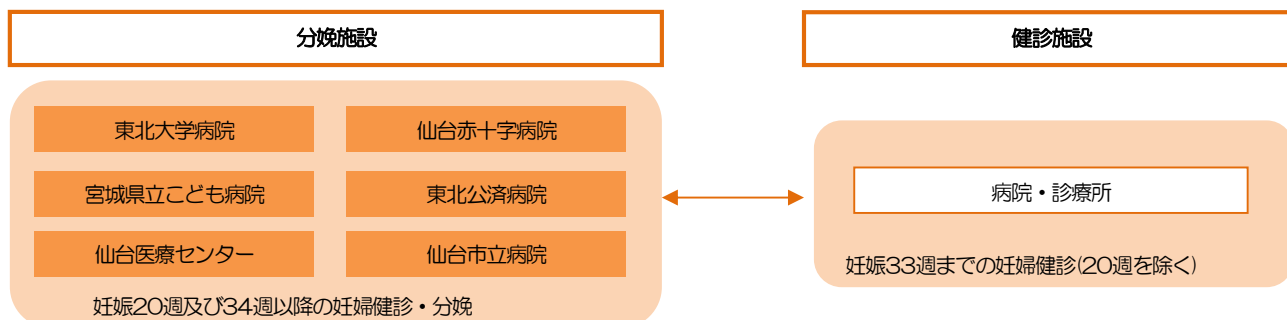 分娩施設
健診施設
東北大学病院
仙台赤十字病院
宮城県立こども病院
東北公済病院
仙台医療センター
仙台市立病院
妊娠20週及び34週以降の妊婦健診・分娩
病院・診療所
妊娠33週までの妊婦健診(20週を除く)